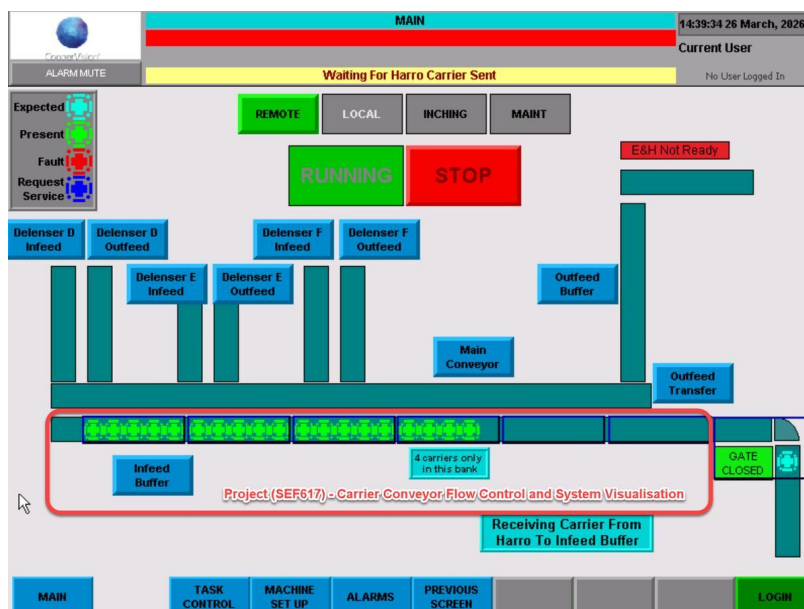 MAIN
14:39:34 26 March, 2026
CooperVision
Current User
ALARM MUTE
Waiting For Harro Carrier Sent
No User Logged In
Expected
Present
Fault
Request
Service
REMOTE
LOCAL
INCHING
MAINT
E&H Not Ready
RUNNING
STOP
Delenser D
Infeed
Delenser D
Outfeed
Delenser F
Infeed
Delenser F
Outfeed
Delenser E
Infeed
Delenser E
Outfeed
Outfeed
Buffer
Main
Conveyor
Outfeed
Transfer
4 carriers only
in this bank
GATE
CLOSED
Infeed
Buffer
Project (SEF617) - Carrier Conveyor Flow Control and System Visualisation
Receiving Carrier From
Harro To Infeed Buffer
MAIN
TASK
CONTROL
MACHINE
SET UP
ALARMS
PREVIOUS
SCREEN
LOGIN